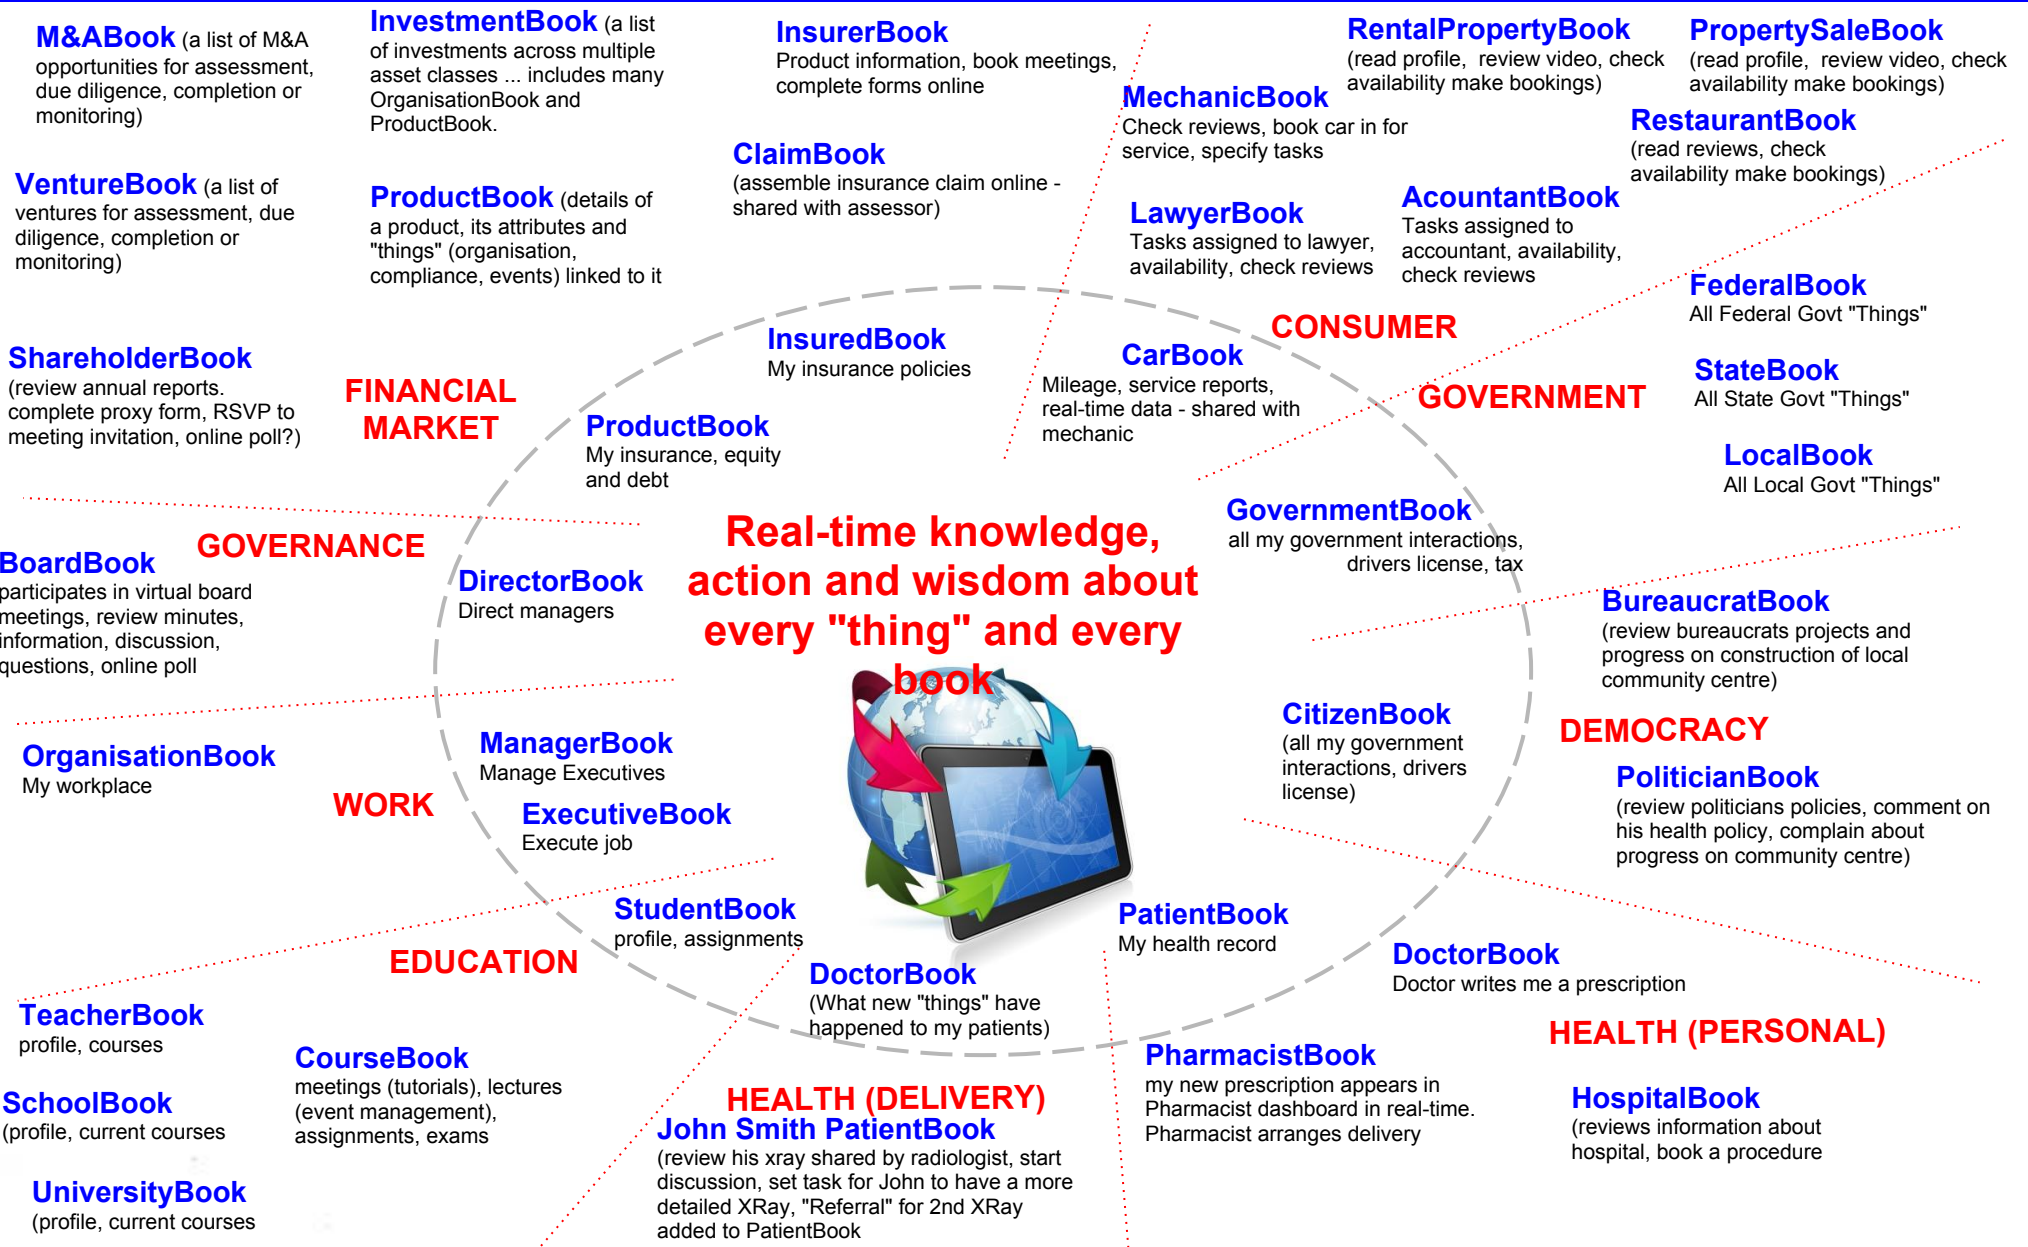 M&ABook (a list of M&A
opportunities for assessment,
due diligence, completion or
monitoring)
InvestmentBook (a list
of investments across multiple
asset classes ... includes many
OrganisationBook and
ProductBook.
InsurerBook
Product information, book meetings,
complete forms online
RentalPropertyBook
(read profile, review video, check
availability make bookings)
PropertySaleBook
(read profile, review video, check
availability make bookings)
MechanicBook
Check reviews, book car in for
service, specify tasks
RestaurantBook
(read reviews, check
availability make bookings)
VentureBook (a list of
ventures for assessment, due
diligence, completion or
monitoring)
ProductBook (details of
a product, its attributes and
"things" (organisation,
compliance, events) linked to it
ClaimBook
(assemble insurance claim online -
shared with assessor)
LawyerBook
Tasks assigned to lawyer,
availability, check reviews
AcountantBook
Tasks assigned to
accountant, availability,
check reviews
FederalBook
All Federal Govt "Things"
CONSUMER
InsuredBook
My insurance policies
CarBook
Mileage, service reports,
real-time data - shared with
mechanic
ShareholderBook
(review annual reports.
complete proxy form, RSVP to
meeting invitation, online poll?)
FINANCIAL
MARKET
GOVERNMENT
StateBook
All State Govt "Things"
ProductBook
My insurance, equity
and debt
LocalBook
All Local Govt "Things"
GovernmentBook
all my government interactions,
drivers license, tax
Real-time knowledge,
action and wisdom about
every "thing" and every
book
GOVERNANCE
BoardBook
participates in virtual board
meetings, review minutes,
information, discussion,
questions, online poll
DirectorBook
Direct managers
BureaucratBook
(review bureaucrats projects and
progress on construction of local
community centre)
CitizenBook
(all my government
interactions, drivers
license)
DEMOCRACY
OrganisationBook
My workplace
ManagerBook
Manage Executives
PoliticianBook
(review politicians policies, comment on
his health policy, complain about
progress on community centre)
WORK
ExecutiveBook
Execute job
StudentBook
profile, assignments
PatientBook
My health record
EDUCATION
DoctorBook
(What new "things" have
happened to my patients)
DoctorBook
Doctor writes me a prescription
TeacherBook
profile, courses
HEALTH (PERSONAL)
CourseBook
meetings (tutorials), lectures
(event management),
assignments, exams
PharmacistBook
my new prescription appears in
Pharmacist dashboard in real-time.
Pharmacist arranges delivery
SchoolBook
(profile, current courses
HEALTH (DELIVERY)
John Smith PatientBook
(review his xray shared by radiologist, start
discussion, set task for John to have a more
detailed XRay, "Referral" for 2nd XRay
added to PatientBook
HospitalBook
(reviews information about
hospital, book a procedure
UniversityBook
(profile, current courses